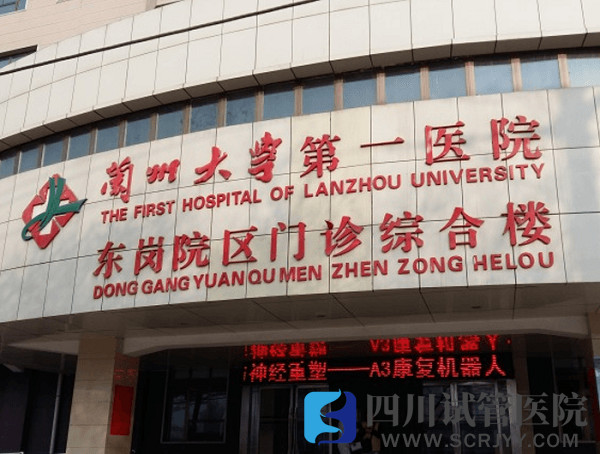 兰州大学第一医院
THE FIRST HOSPITAL OF LANZHOU UNIVERSITY
东岗院区门诊综合楼
DONG GANG YUAN QU MEN ZHEN ZONG HE LOU
神经重塑——A3康复机器人
四川试管医院
WWW.SCRJYY.COM